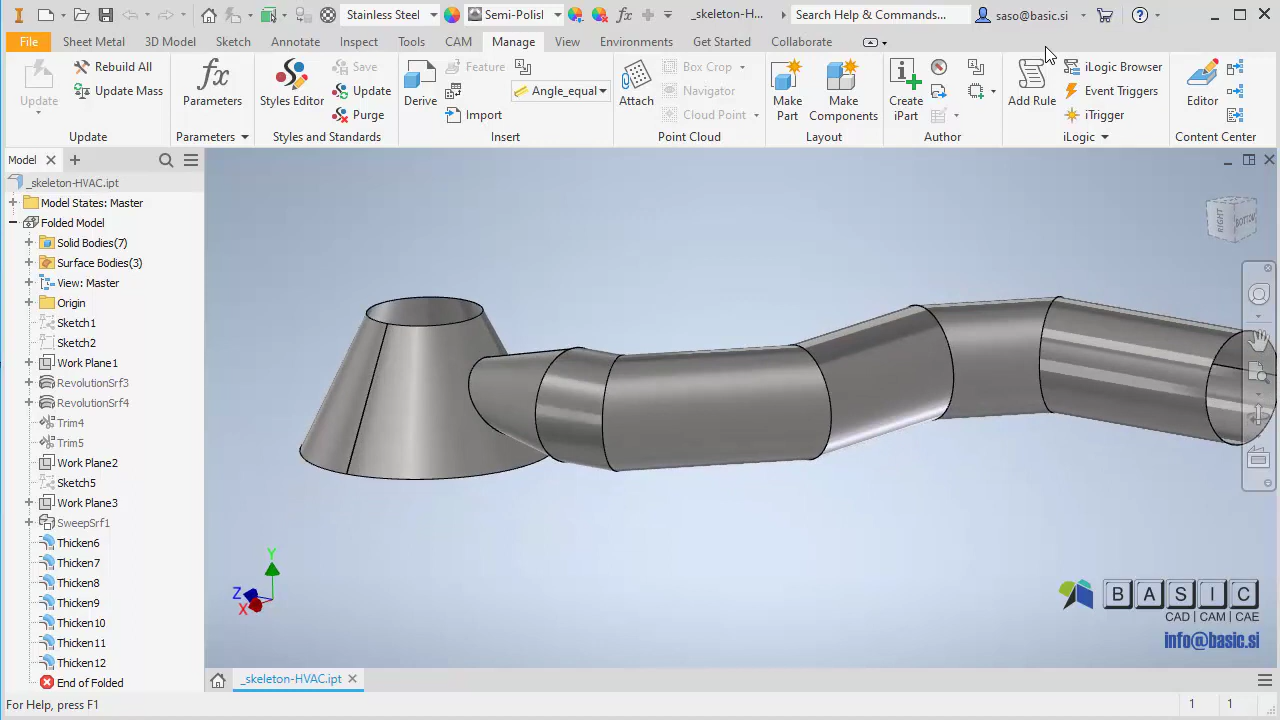 Stainless Steel
Semi-Polisl
_skeleton-H...
Search Help & Commands...
saso@basic.si
File
Sheet Metal
3D Model
Sketch
Annotate
Inspect
Tools
CAM
Manage
View
Environments
Get Started
Collaborate
Update
Rebuild All
Update Mass
Update
fx
Parameters
Parameters
Styles Editor
Save
Update
Purge
Styles and Standards
Derive
Feature
Import
Angle_equal
Insert
Attach
Box Crop
Navigator
Cloud Point
Point Cloud
Make
Part
Make
Components
Layout
Create
iPart
Author
Add Rule
iLogic Browser
Event Triggers
iTrigger
iLogic
Editor
Content Center
Model
_skeleton-HVAC.ipt
Model States: Master
Folded Model
Solid Bodies(7)
Surface Bodies(3)
View: Master
Origin
Sketch1
Sketch2
Work Plane1
RevolutionSrf3
RevolutionSrf4
Trim4
Trim5
Work Plane2
Sketch5
Work Plane3
SweepSrf1
Thicken6
Thicken7
Thicken8
Thicken9
Thicken10
Thicken11
Thicken12
End of Folded
RIGHT
BOTTOM
Y
Z
X
BASIC
CAD | CAM | CAE
info@basic.si
_skeleton-HVAC.ipt
For Help, press F1
1
1